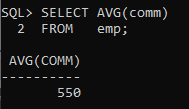 SQL> SELECT AVG(comm)
  2  FROM   emp;
 AVG(COMM)
----------
       550